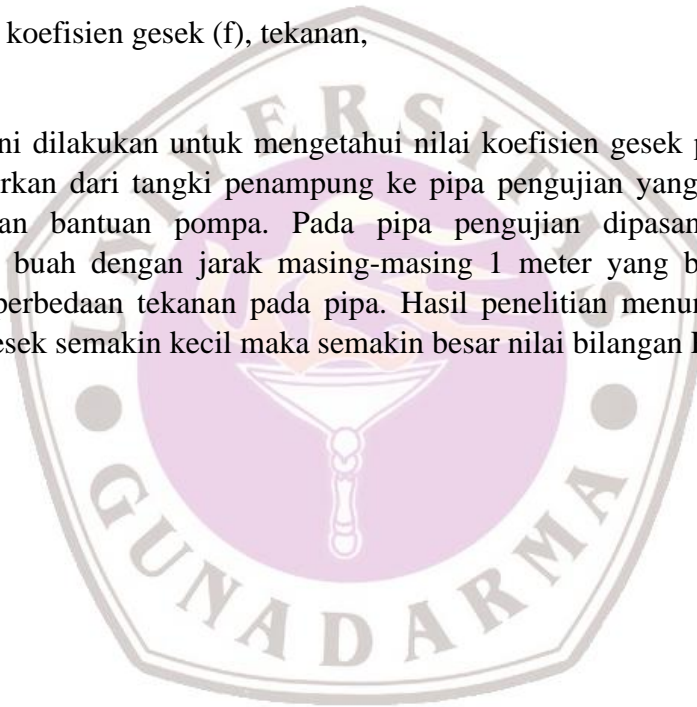 koefisien gesek (f), tekanan,
ni dilakukan untuk mengetahui nilai koefisien gesek
rkan dari tangki penampung ke pipa pengujian yang
an bantuan pompa. Pada pipa pengujian dipasan
buah dengan jarak masing-masing 1 meter yang b
perbedaan tekanan pada pipa. Hasil penelitian menu
esek semakin kecil maka semakin besar nilai bilangan
UNIVERSITAS
GUNADARMA